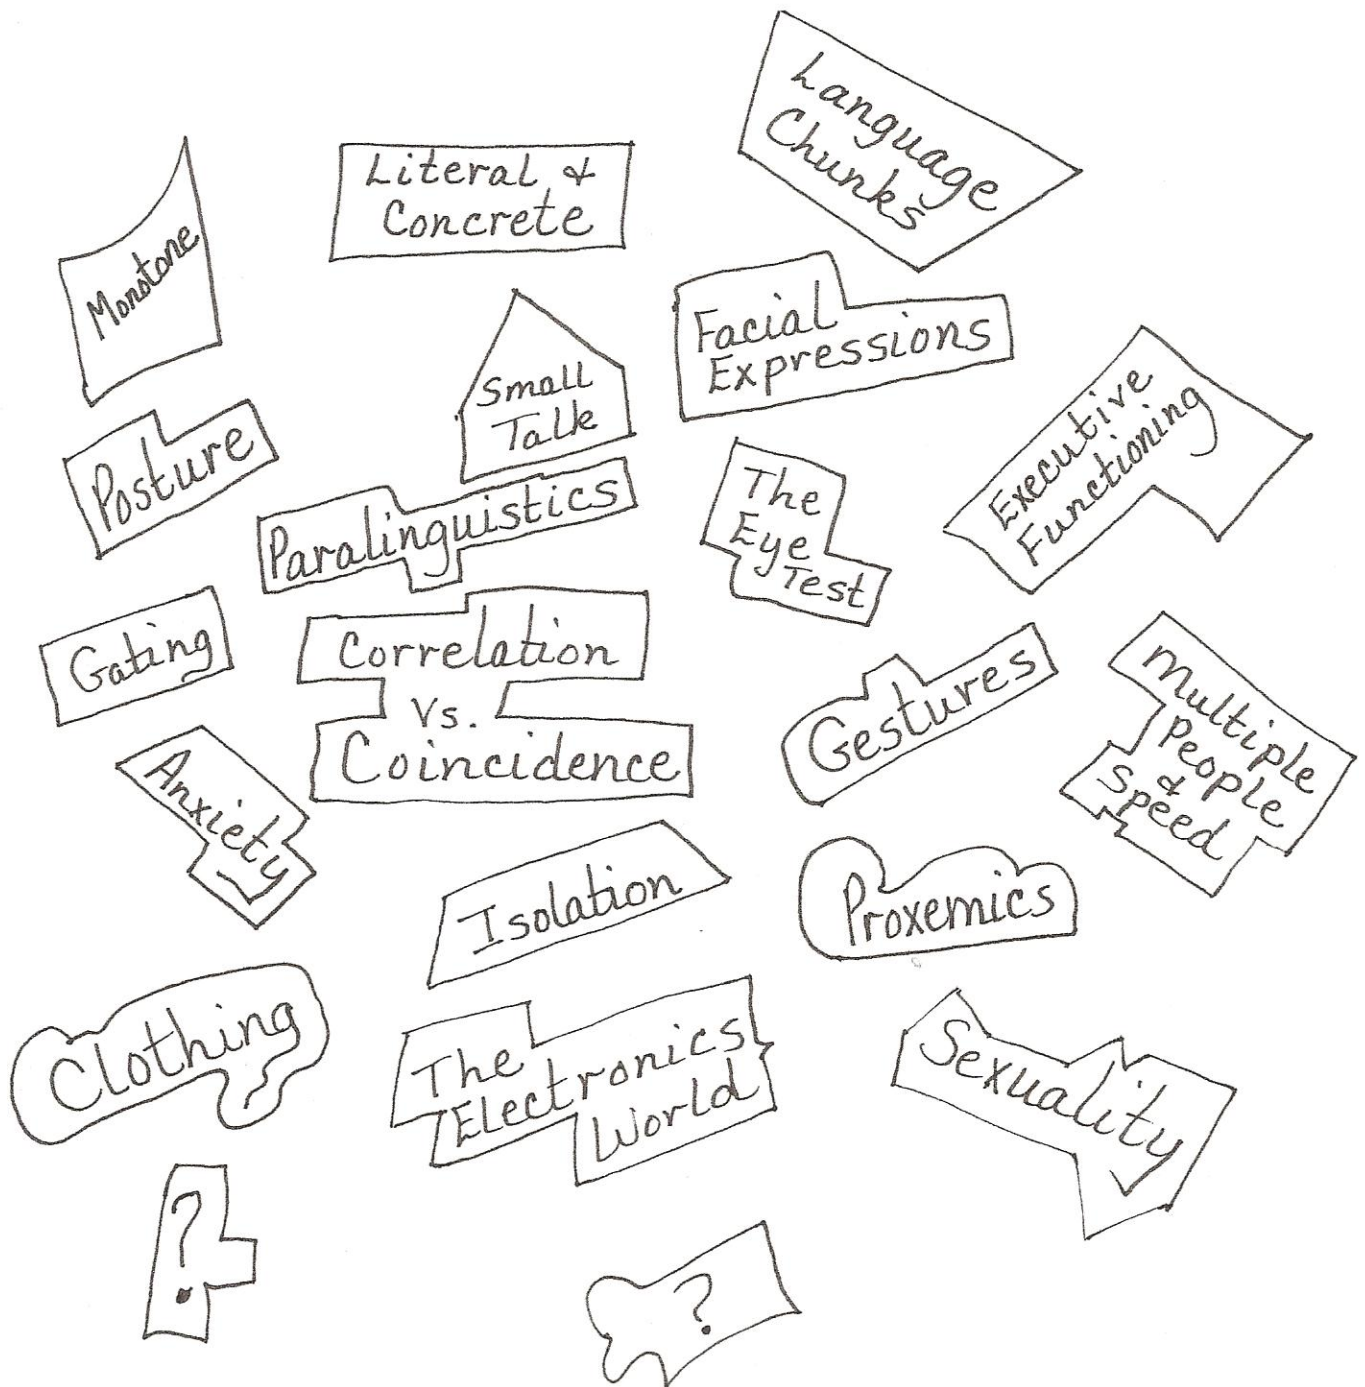 Language
Chunks
Literal &
Concrete
Monotone
Facial
Expressions
Small
Talk
Executive
Functioning
Posture
Paralinguistics
The
Eye
Test
Gating
Correlation
Vs.
Coincidence
Gestures
Multiple
People
&
Speed
Anxiety
Isolation
Proxemics
Clothing
The
Electronics
World
Sexuality
?
?